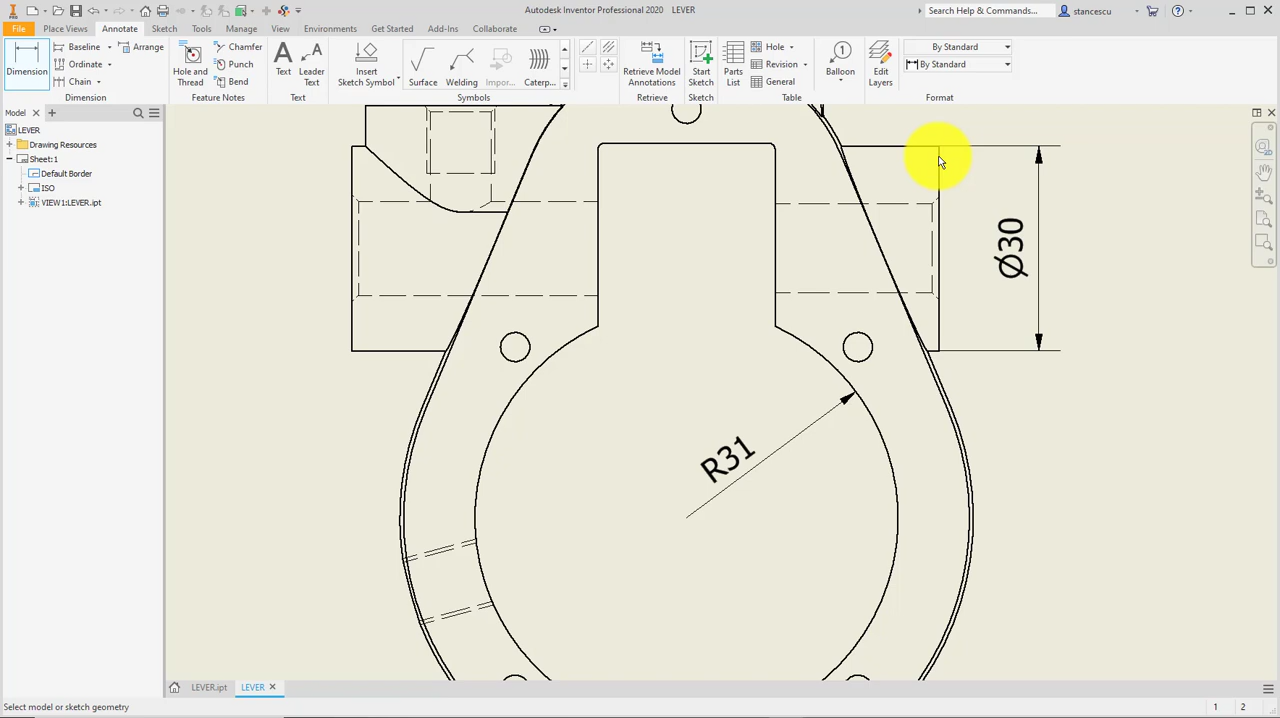 Autodesk Inventor Professional 2020 LEVER
Search Help & Commands...
stancescu
File Place Views Annotate Sketch Tools Manage View Environments Get Started Add-Ins Collaborate
Dimension
Baseline
Ordinate
Chain
Arrange
Dimension
Hole and Thread
Chamfer
Punch
Bend
Feature Notes
Text
Leader Text
Text
Insert Sketch Symbol
Surface
Welding
Impor...
Caterp...
Symbols
Retrieve Model Annotations
Retrieve
Start Sketch
Sketch
Parts List
Hole
Revision
General
Table
Balloon
Edit Layers
By Standard
By Standard
Format
Model
LEVER
Drawing Resources
Sheet:1
Default Border
ISO
VIEW1:LEVER.ipt
Ø30
R31
LEVER.ipt
LEVER
Select model or sketch geometry
1 2